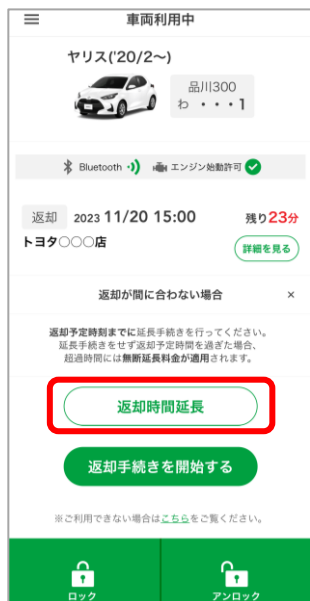 車両利用中
ヤリス('20/2~)
品川300
わ ・・・1
Bluetooth エンジン始動許可
返却 2023 11/20 15:00 残り23分
トヨタ○○○店 詳細を見る
返却が間に合わない場合 ×
返却予定時刻までに延長手続きを行ってください。
延長手続きをせず返却予定時間を過ぎた場合、
超過時間には無断延長料金が適用されます。
返却時間延長
返却手続きを開始する
※ご利用できない場合はこちらをご覧ください。
ロック アンロック